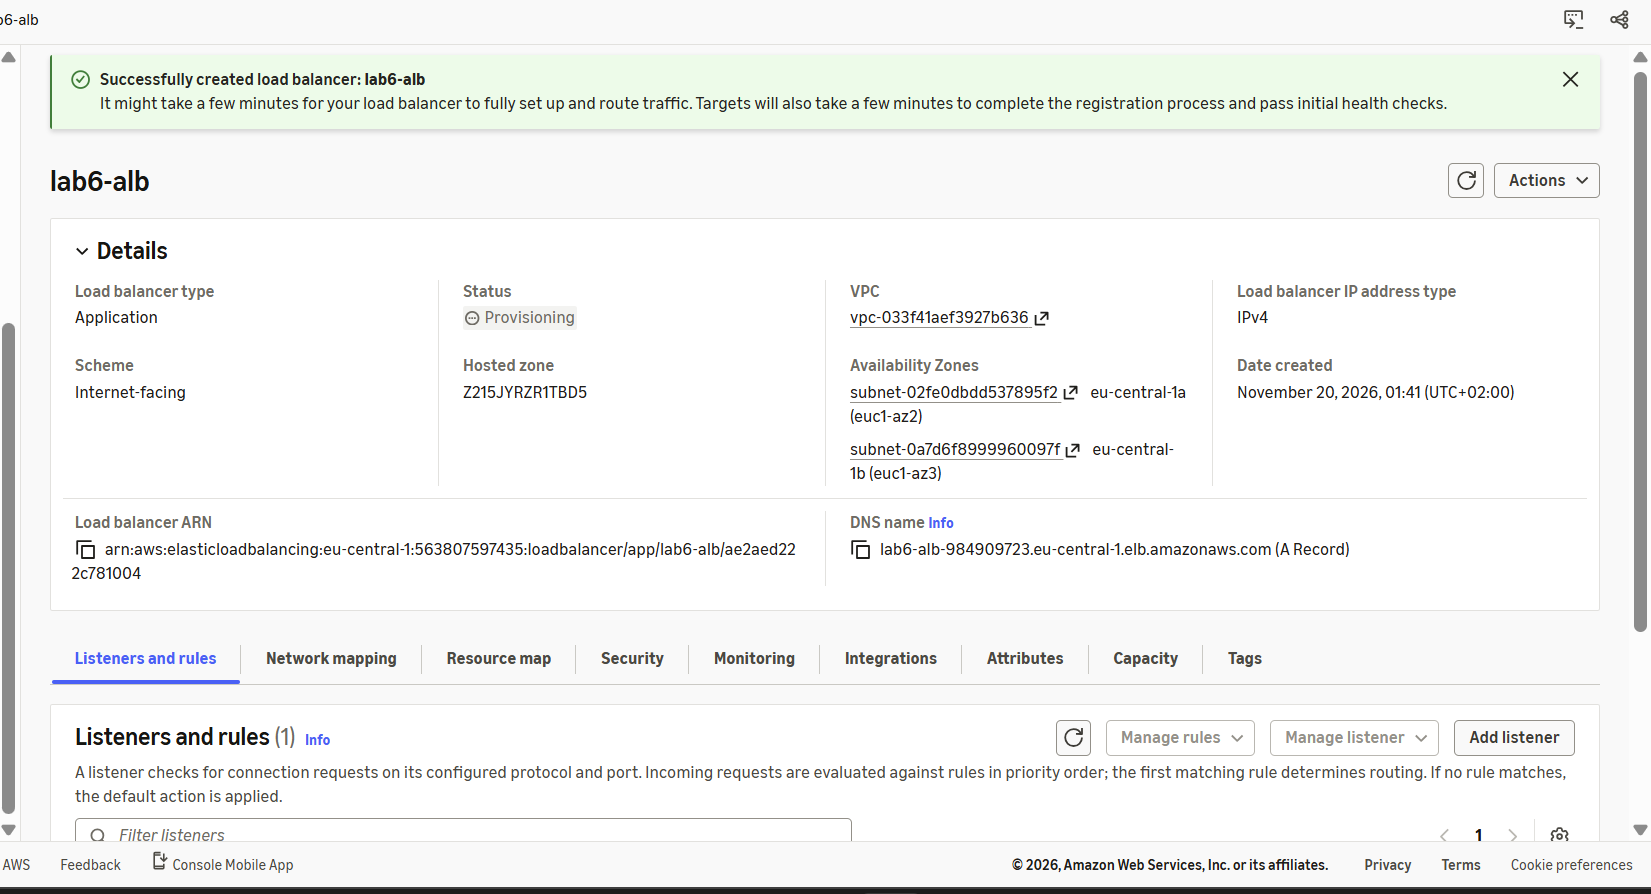 b6-alb
Successfully created load balancer: lab6-alb
It might take a few minutes for your load balancer to fully set up and route traffic. Targets will also take a few minutes to complete the registration process and pass initial health checks.
lab6-alb
Actions
Details
Load balancer type
Application
Status
Provisioning
VPC
vpc-033f41aef3927b636
Load balancer IP address type
IPv4
Scheme
Internet-facing
Hosted zone
Z215JYRZR1TBD5
Availability Zones
subnet-02fe0dbdd537895f2 eu-central-1a
(euc1-az2)
subnet-0a7d6f8999960097f eu-central-
1b (euc1-az3)
Date created
November 20, 2026, 01:41 (UTC+02:00)
Load balancer ARN
arn:aws:elasticloadbalancing:eu-central-1:563807597435:loadbalancer/app/lab6-alb/ae2aed22
2c781004
DNS name Info
lab6-alb-984909723.eu-central-1.elb.amazonaws.com (A Record)
Listeners and rules Network mapping Resource map Security Monitoring Integrations Attributes Capacity Tags
Listeners and rules (1) Info
Manage rules Manage listener Add listener
A listener checks for connection requests on its configured protocol and port. Incoming requests are evaluated against rules in priority order; the first matching rule determines routing. If no rule matches,
the default action is applied.
Filter listeners
1
AWS Feedback Console Mobile App © 2026, Amazon Web Services, Inc. or its affiliates. Privacy Terms Cookie preferences